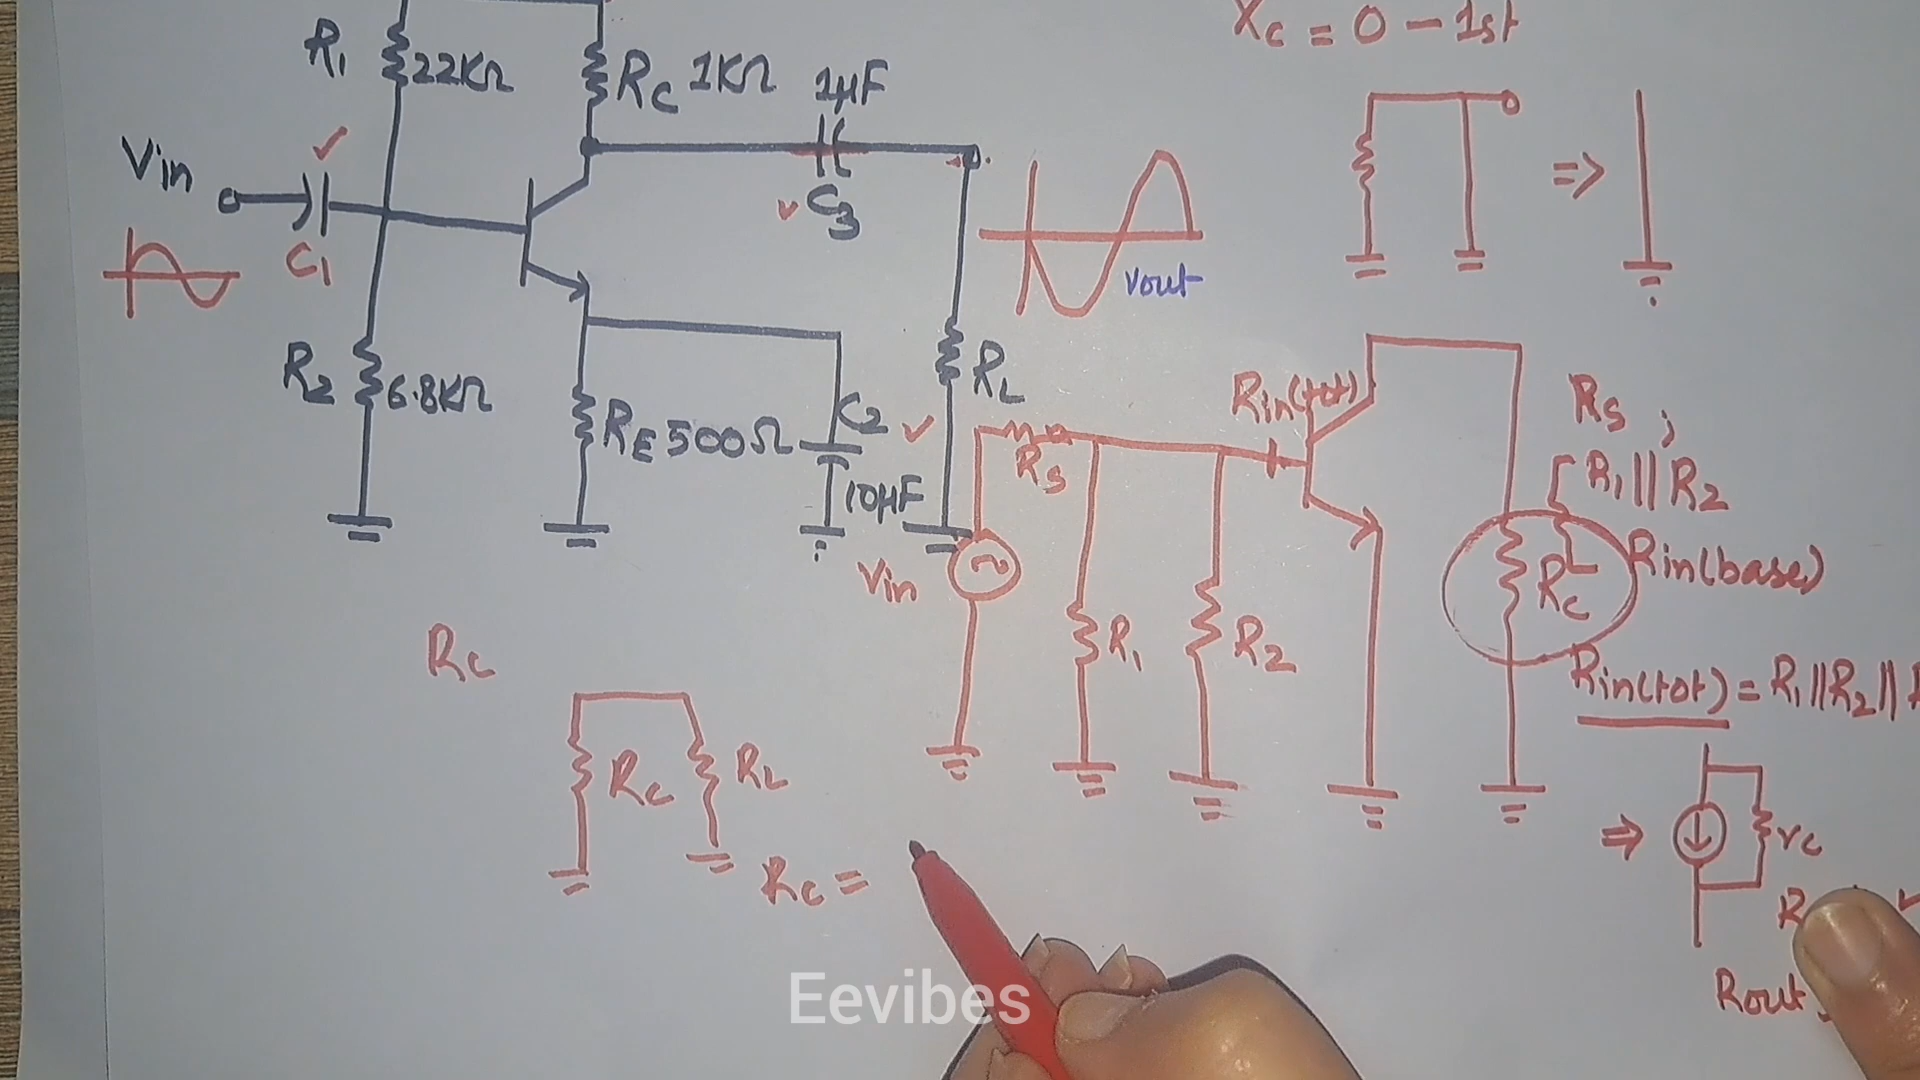 Xc = 0 - 1st
R1 22KΩ
Rc 1KΩ
1μF
Vin
C1
C3
vout
R2 6.8KΩ
RE 500Ω
C2
10μF
RL
Rin(tot)
Rs
Vin
R1
R2
Rc
Rs ,
R1||R2
Rin(base)
Rin(tot) = R1||R2||
Rc
Rc
RL
Rc =
⇒
rc
R
Rout
Eevibes